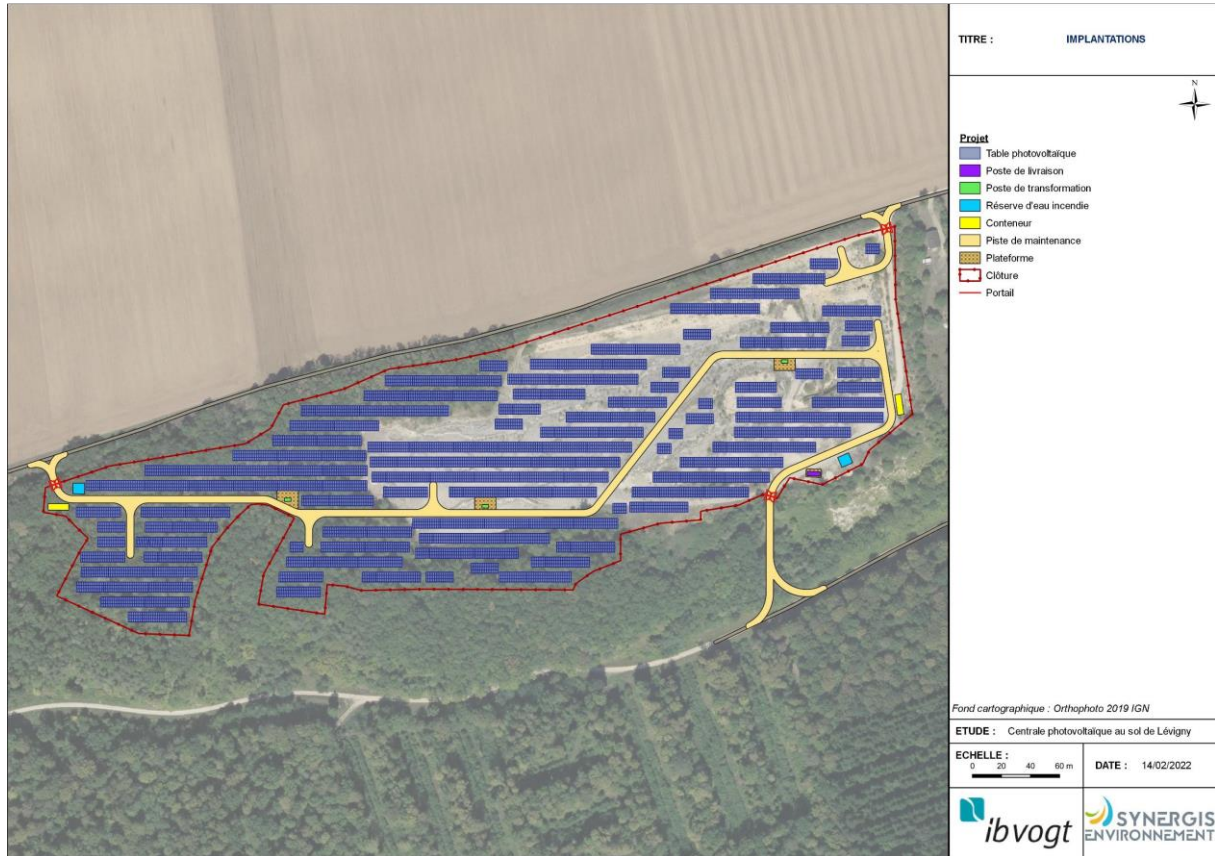 TITRE : IMPLANTATIONS
N
Projet
Table photovoltaïque
Poste de livraison
Poste de transformation
Réserve d'eau incendie
Conteneur
Piste de maintenance
Plateforme
Clôture
Portail
Fond cartographique : Orthophoto 2019 IGN
ETUDE : Centrale photovoltaïque au sol de Lévigny
ECHELLE :
0 20 40 60 m
DATE : 14/02/2022
ib vogt
SYNERGIS
ENVIRONNEMENT